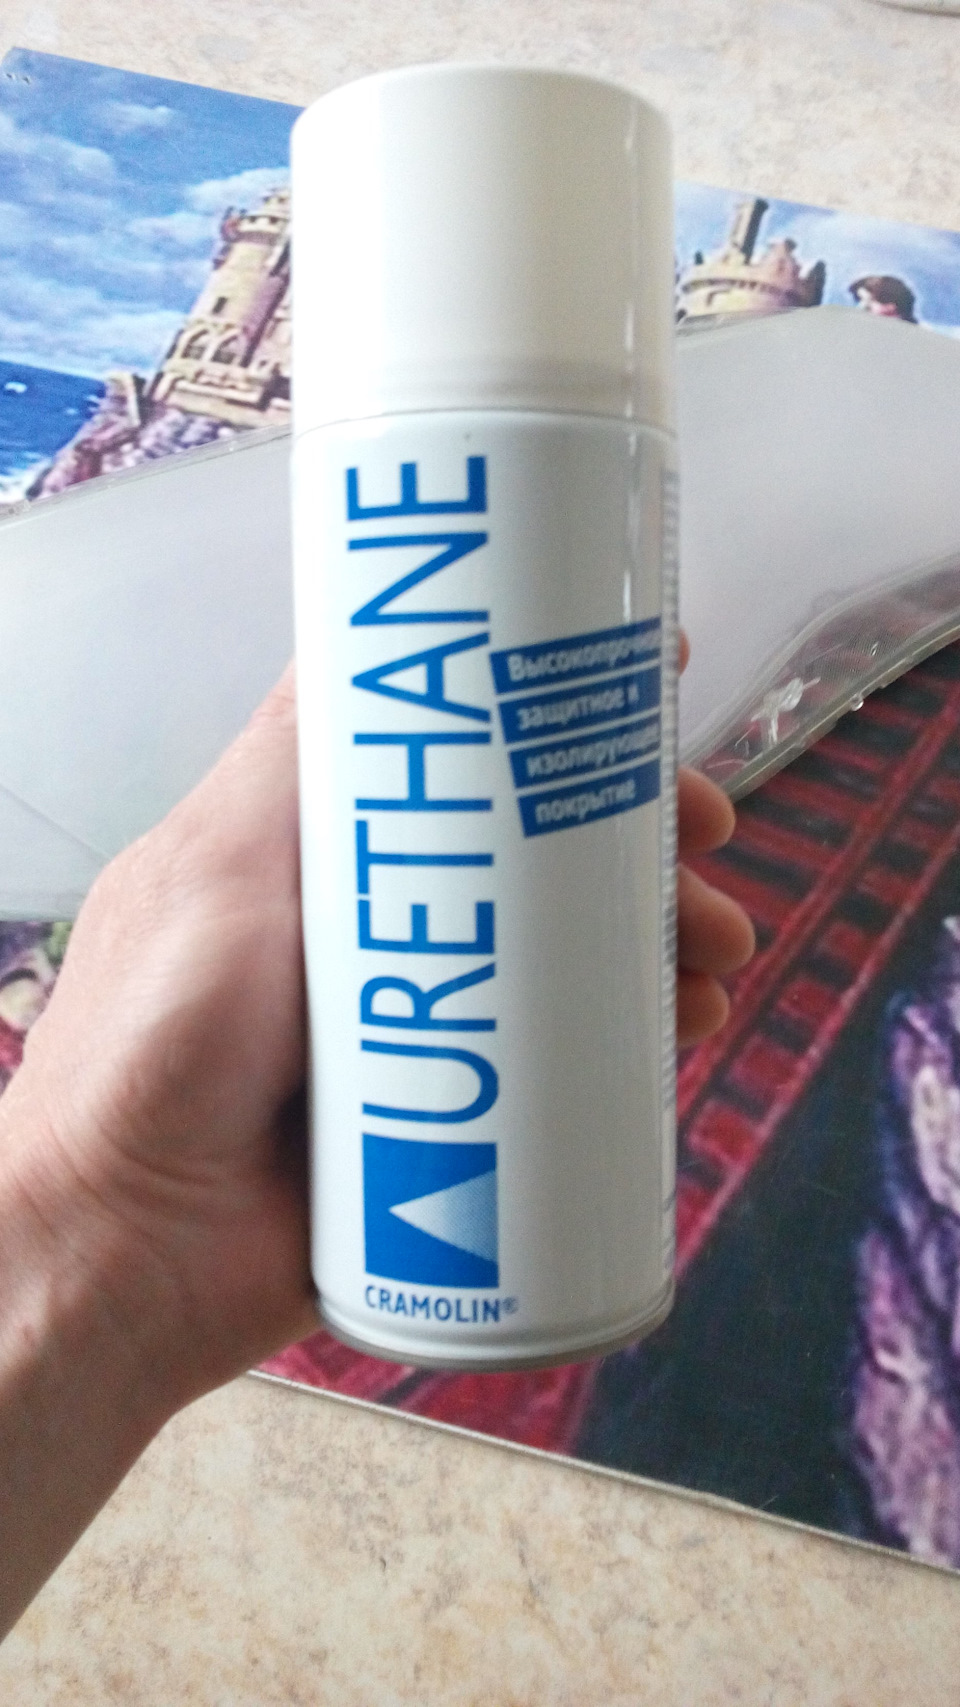 URETHANE
Высокопрочное
защитное и
изолирующее
покрытие
CRAMOLIN®